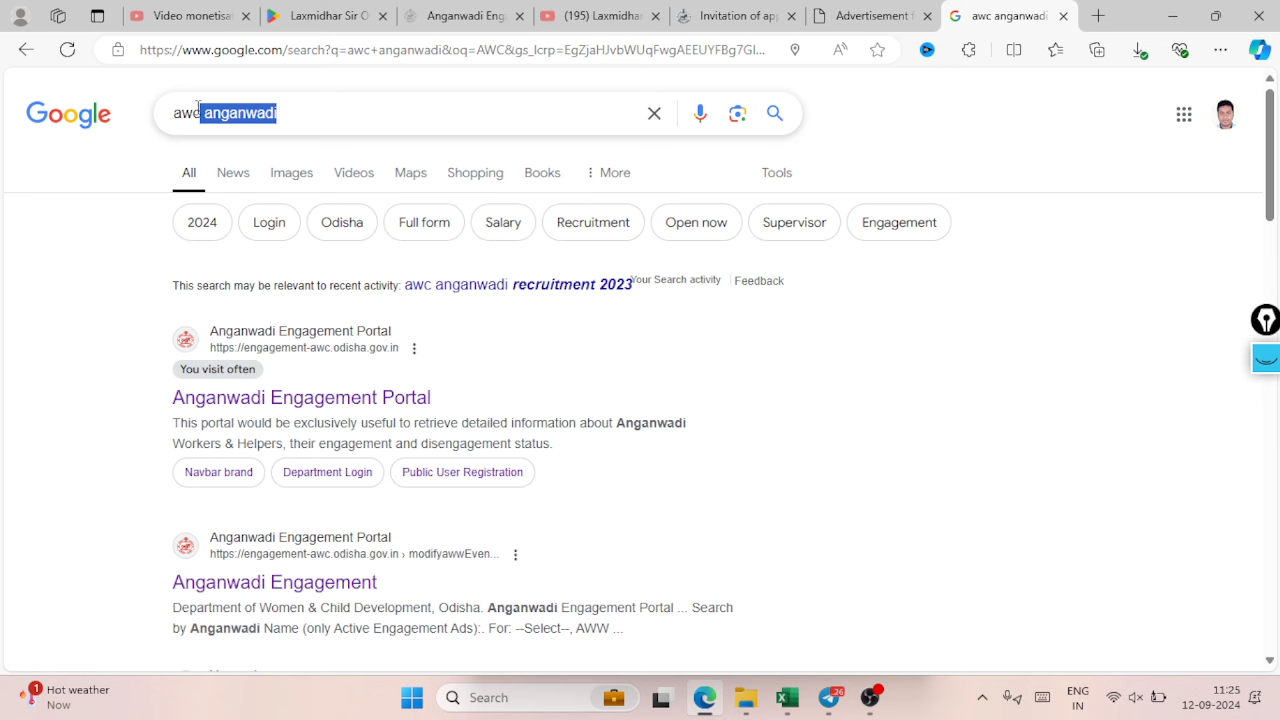 Video monetisa
Laxmidhar Sir O
Anganwadi Eng
(195) Laxmidhar
Invitation of app
Advertisement f
awc anganwadi
https://www.google.com/search?q=awc+anganwadi&oq=AWC&gs_lcrp=EgZjaHJvbWUqFwgAEEUYFBg7Gl...
Google
awc anganwadi
All News Images Videos Maps Shopping Books More Tools
2024 Login Odisha Full form Salary Recruitment Open now Supervisor Engagement
This search may be relevant to recent activity: awc anganwadi recruitment 2023 Your Search activity Feedback
Anganwadi Engagement Portal
https://engagement-awc.odisha.gov.in
You visit often
Anganwadi Engagement Portal
This portal would be exclusively useful to retrieve detailed information about Anganwadi
Workers & Helpers, their engagement and disengagement status.
Navbar brand Department Login Public User Registration
Anganwadi Engagement Portal
https://engagement-awc.odisha.gov.in › modifyawwEven...
Anganwadi Engagement
Department of Women & Child Development, Odisha. Anganwadi Engagement Portal ... Search
by Anganwadi Name (only Active Engagement Ads):. For: --Select--, AWW ...
1
Hot weather
Now
Search
26
ENG
IN
11:25
12-09-2024